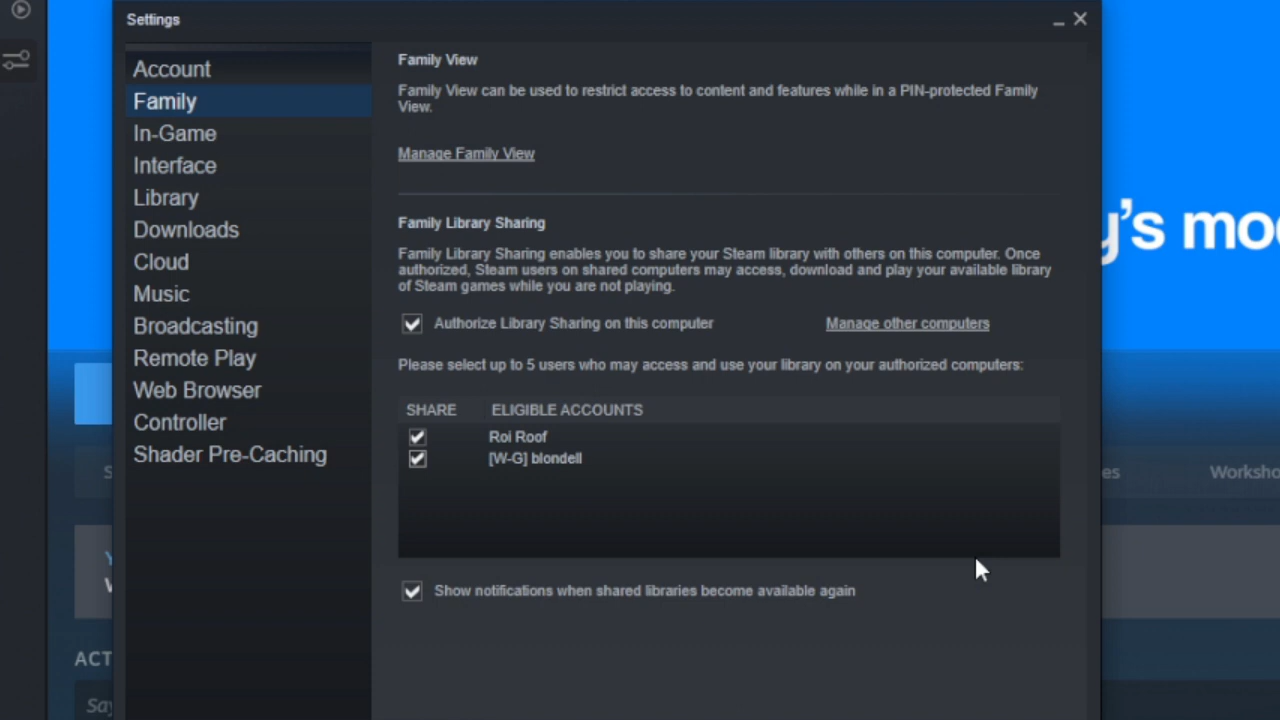 Settings
Account
Family
In-Game
Interface
Library
Downloads
Cloud
Music
Broadcasting
Remote Play
Web Browser
Controller
Shader Pre-Caching
Family View
Family View can be used to restrict access to content and features while in a PIN-protected Family
View.
Manage Family View
Family Library Sharing
Family Library Sharing enables you to share your Steam library with others on this computer. Once
authorized, Steam users on shared computers may access, download and play your available library
of Steam games while you are not playing.
Authorize Library Sharing on this computer
Manage other computers
Please select up to 5 users who may access and use your library on your authorized computers:
SHARE ELIGIBLE ACCOUNTS
Roi Roof
[W-G] blondell
Show notifications when shared libraries become available again
y's mo
es
Worksho
ACT
Say